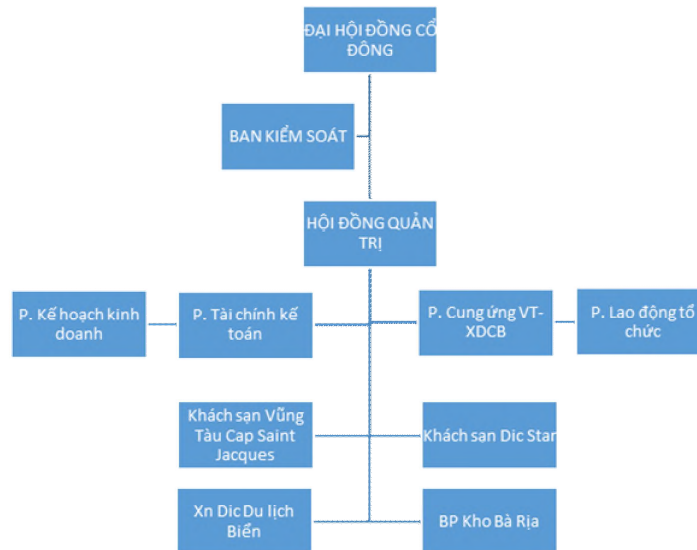 ĐẠI HỘI ĐỒNG CỔ
ĐÔNG
BAN KIỂM SOÁT
HỘI ĐỒNG QUẢN
TRỊ
P. Kế hoạch kinh
doanh
P. Tài chính kế
toán
P. Cung ứng VT-
XDCB
P. Lao động tổ
chức
Khách sạn Vũng
Tàu Cap Saint
Jacques
Khách sạn Dic Star
Xn Dic Du lịch
Biển
BP Kho Bà Rịa